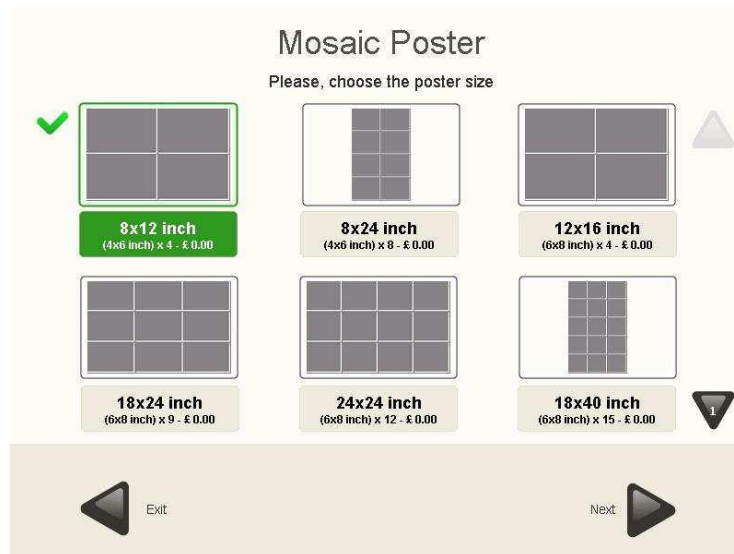 Mosaic Poster
Please, choose the poster size
8x12 inch
(4x6 inch) x 4 - £ 0.00
8x24 inch
(4x6 inch) x 8 - £ 0.00
12x16 inch
(6x8 inch) x 4 - £ 0.00
18x24 inch
(6x8 inch) x 9 - £ 0.00
24x24 inch
(6x8 inch) x 12 - £ 0.00
18x40 inch
(6x8 inch) x 15 - £ 0.00
1
Exit
Next